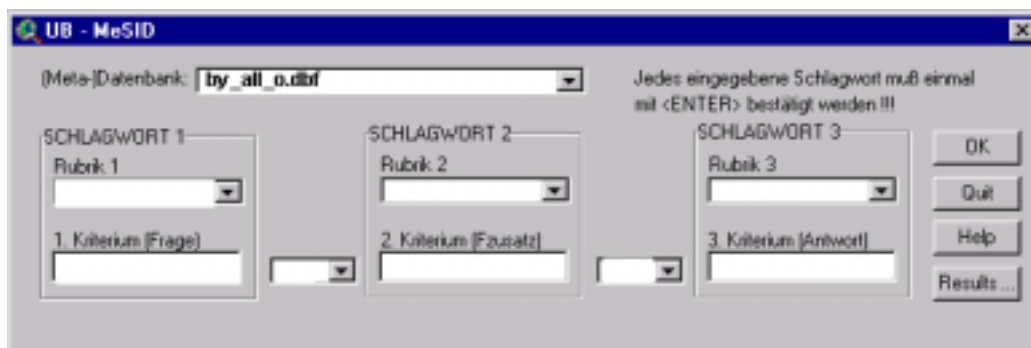 UB - MeSID
(Meta-)Datenbank: by_all_o.dbf
Jedes eingegebene Schlagwort muß einmal
mit <ENTER> bestätigt werden !!!
SCHLAGWORT 1
Rubrik 1
1. Kriterium (Frage)
SCHLAGWORT 2
Rubrik 2
2. Kriterium (Fzusatz)
SCHLAGWORT 3
Rubrik 3
3. Kriterium (Antwort)
OK
Quit
Help
Results ...